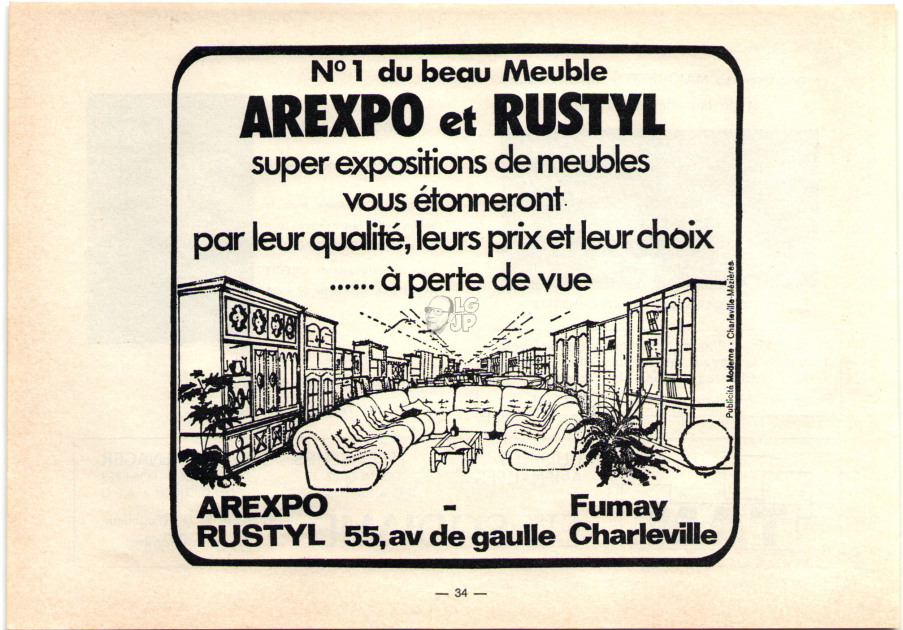 Nº 1 du beau Meuble
AREXPO et RUSTYL
super expositions de meubles
vous étonneront
par leur qualité, leurs prix et leur choix
...... à perte de vue
LG
JP
Publicité Moderne - Charleville-Mézières
AREXPO - Fumay
RUSTYL 55, av de gaulle Charleville
— 34 —